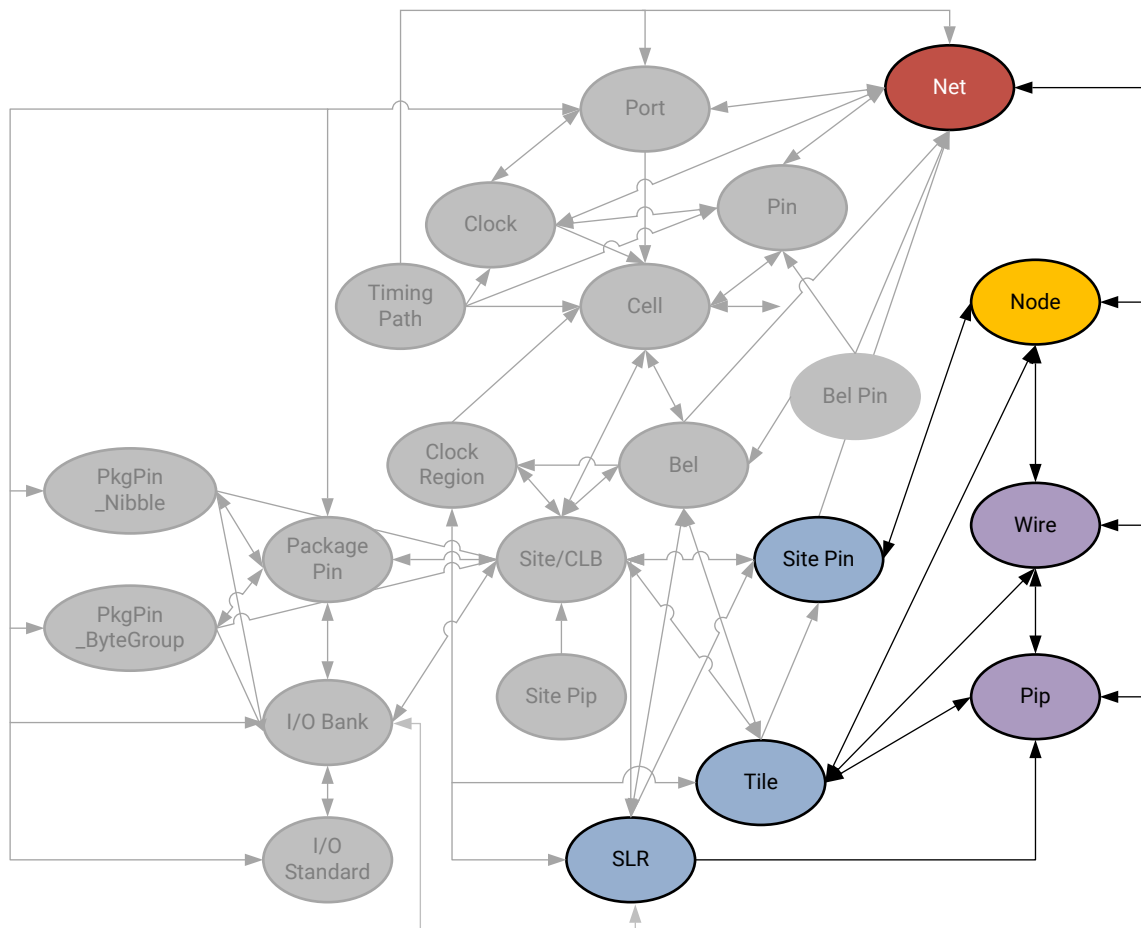 Net
Port
Pin
Clock
Timing
Path
Cell
Node
Bel Pin
Clock
Region
Bel
PkgPin
_Nibble
Package
Pin
Site/CLB
Site Pin
Wire
PkgPin
_ByteGroup
Site Pip
Pip
I/O Bank
Tile
I/O
Standard
SLR